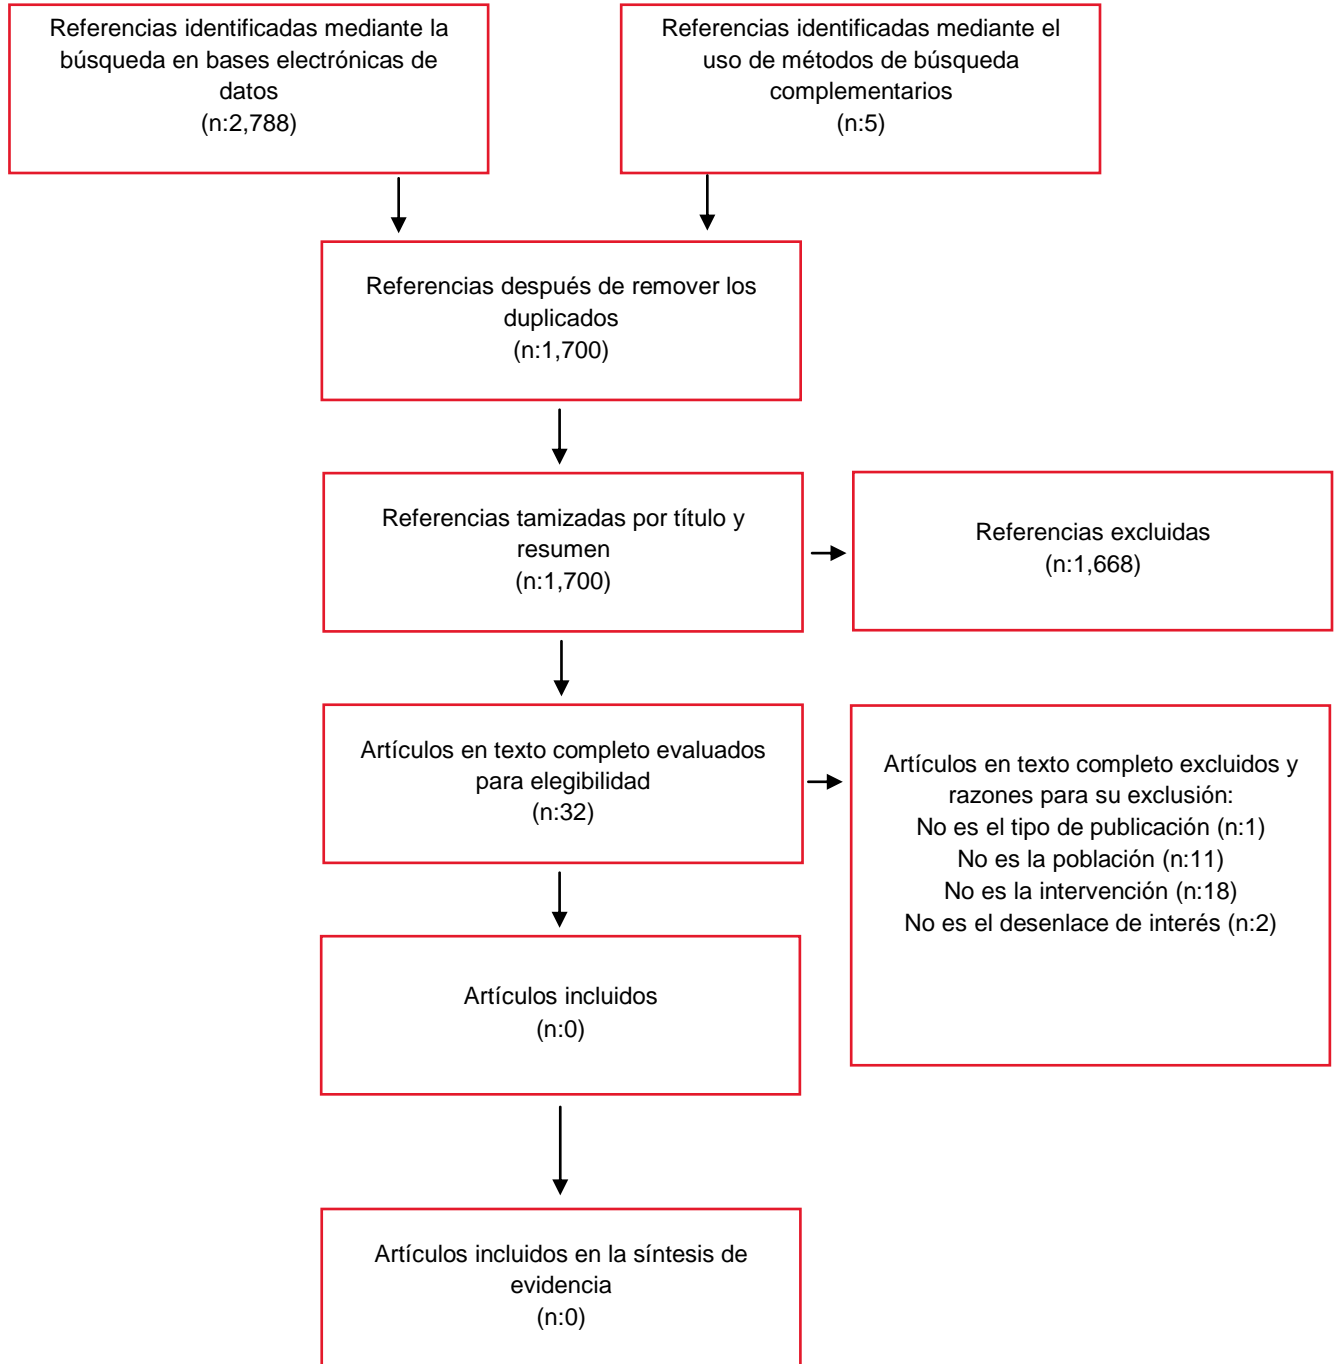 Referencias identificadas mediante la
búsqueda en bases electrónicas de
datos
(n:2,788)
Referencias identificadas mediante el
uso de métodos de búsqueda
complementarios
(n:5)
Referencias después de remover los
duplicados
(n:1,700)
Referencias tamizadas por título y
resumen
(n:1,700)
Referencias excluidas
(n:1,668)
Artículos en texto completo evaluados
para elegibilidad
(n:32)
Artículos en texto completo excluidos y
razones para su exclusión:
No es el tipo de publicación (n:1)
No es la población (n:11)
No es la intervención (n:18)
No es el desenlace de interés (n:2)
Artículos incluidos
(n:0)
Artículos incluidos en la síntesis de
evidencia
(n:0)